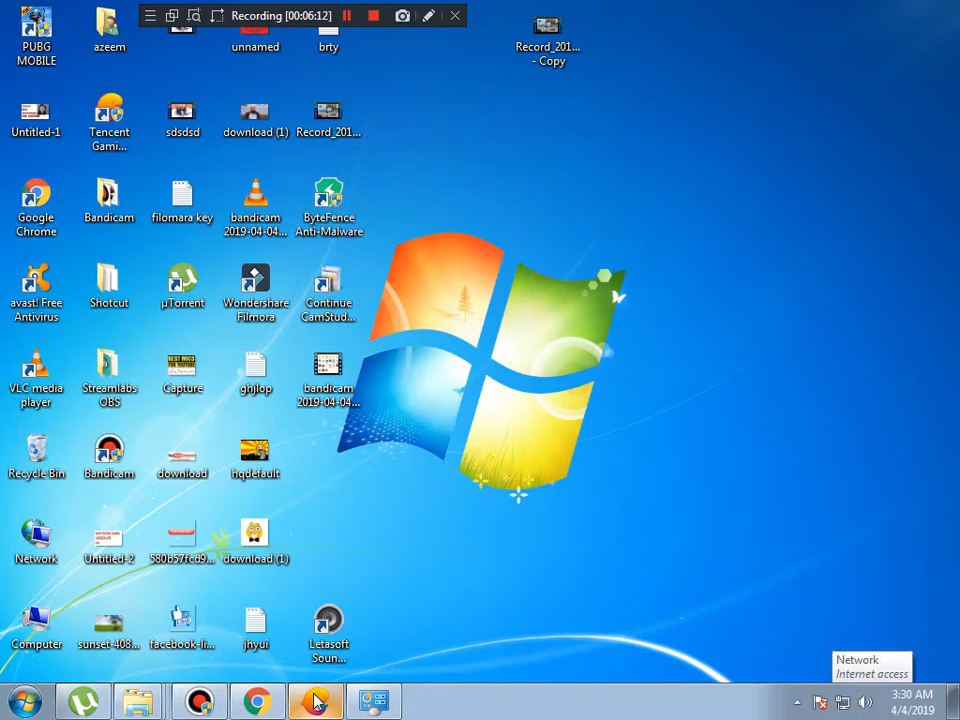 Recording [00:06:12]
PUBG
MOBILE
azeem
unnamed
brty
Record_201...
- Copy
Untitled-1
Tencent
Gami...
sdsdsd
download (1)
Record_201...
Google
Chrome
Bandicam
filomara key
bandicam
2019-04-04...
ByteFence
Anti-Malware
avast! Free
Antivirus
Shotcut
µTorrent
Wondershare
Filmora
Continue
CamStud...
VLC media
player
Streamlabs
OBS
BEST MICS
FOR YOUTUBE
Capture
ghjlop
bandicam
2019-04-04...
Recycle Bin
Bandicam
download
hqdefault
Network
Untitled-2
580b57fcd9...
download (1)
Computer
sunset-408...
facebook-li...
jhyui
Letasoft
Soun...
Network
Internet access
3:30 AM
4/4/2019